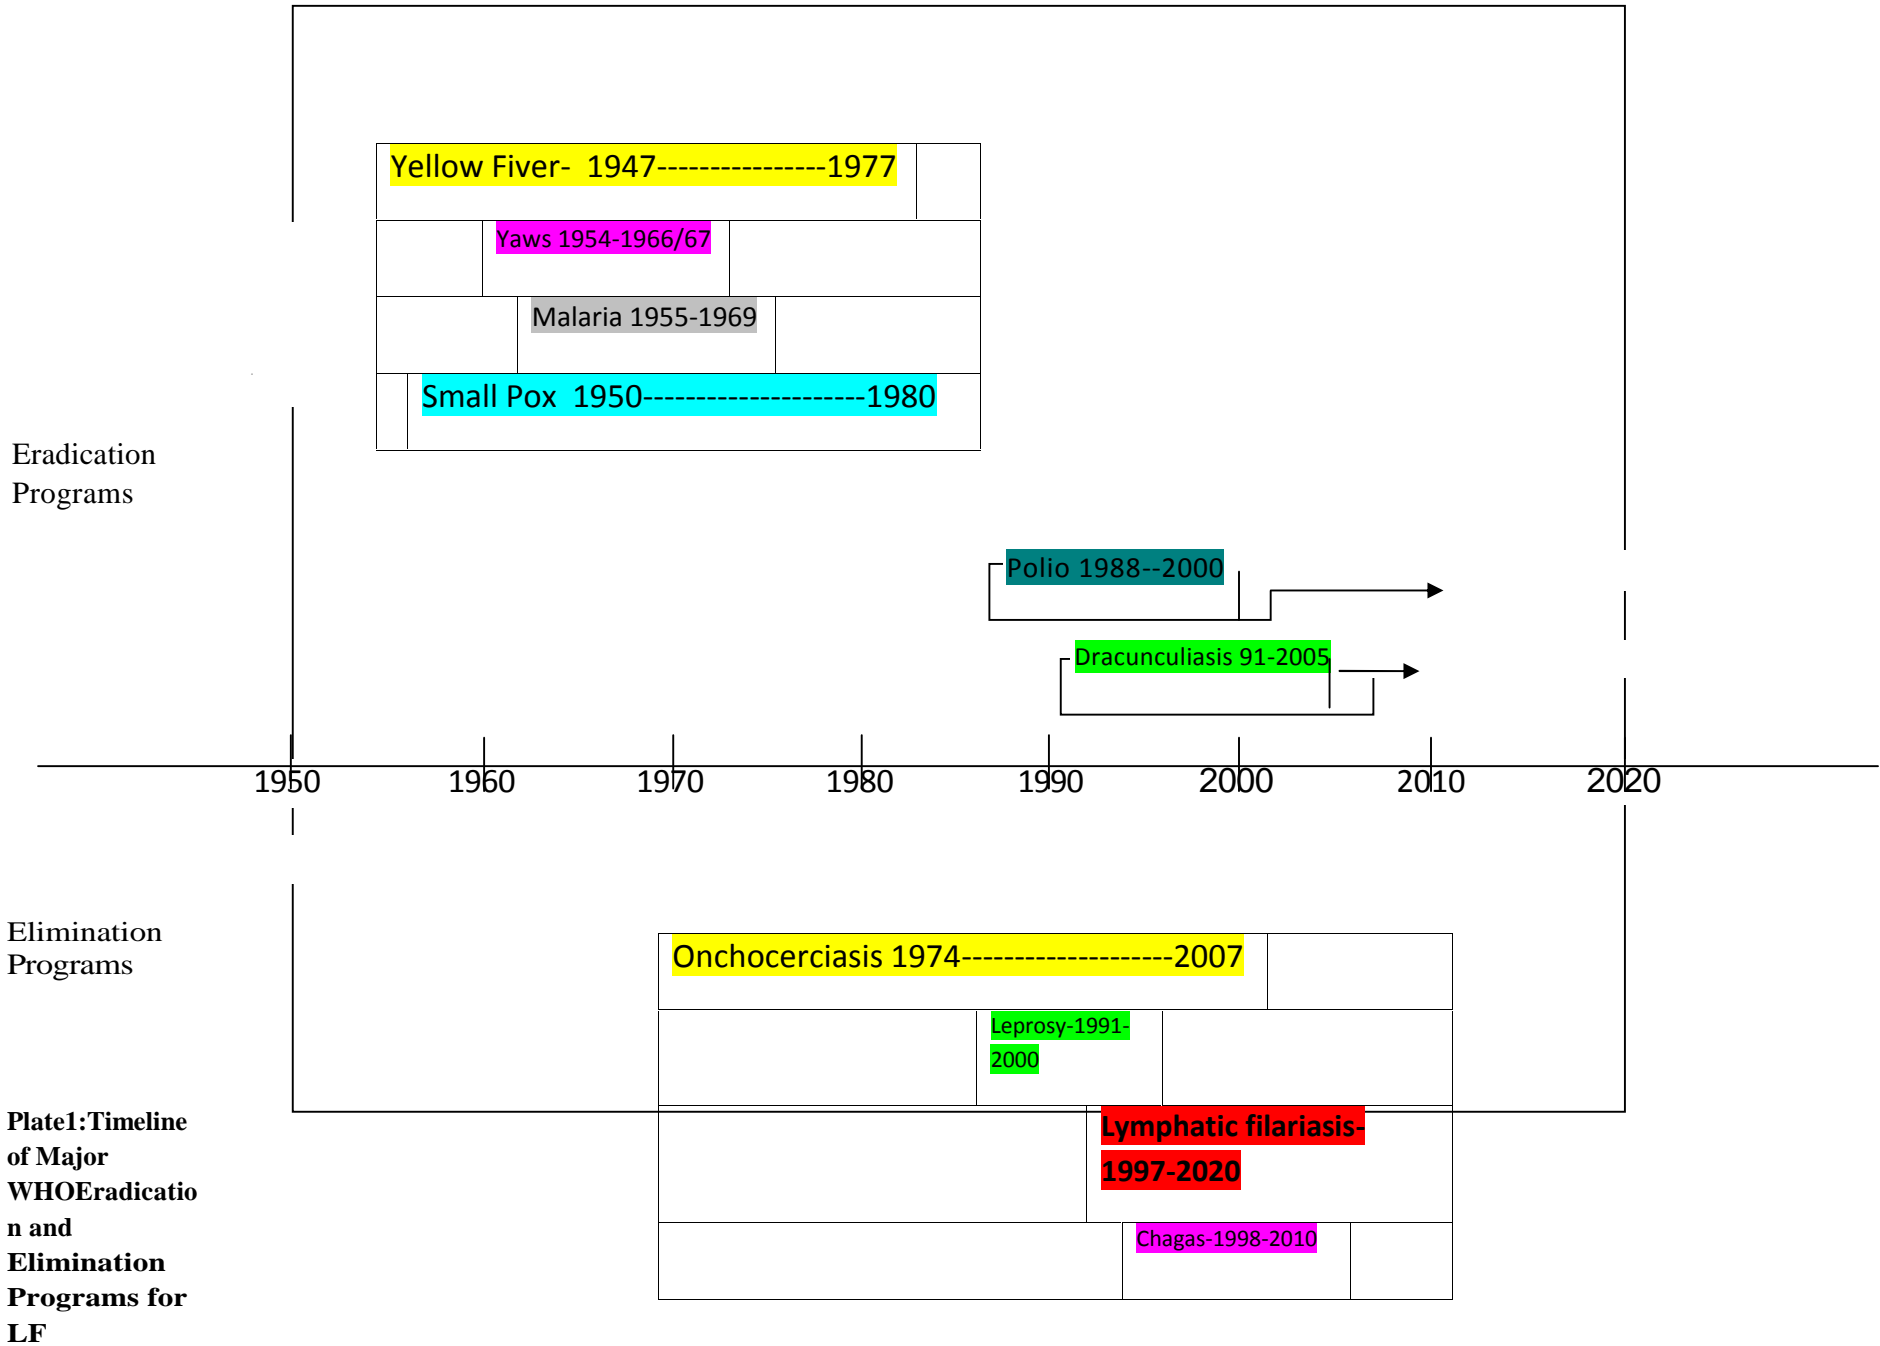 Yellow Fiver-  1947----------------1977
Yaws 1954-1966/67
Malaria 1955-1969
Small Pox  1950---------------------1980
Eradication
Programs
Polio 1988--2000
Dracunculiasis 91-2005
1950 1960 1970 1980 1990 2000 2010 2020
Elimination
Programs
Onchocerciasis 1974--------------------2007
Leprosy-1991-
2000
Lymphatic filariasis-
1997-2020
Chagas-1998-2010
Plate1:Timeline
of Major
WHOEradicatio
n and
Elimination
Programs for
LF